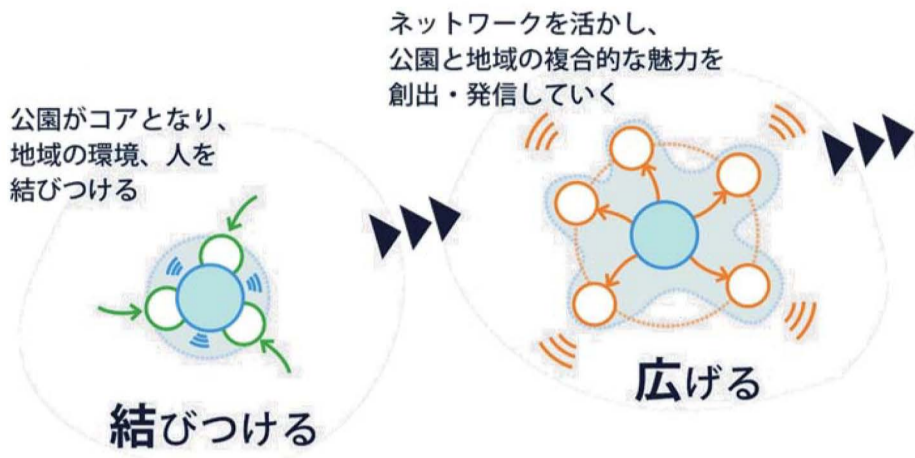 公園がコアとなり、
地域の環境、人を
結びつける
結びつける
ネットワークを活かし、
公園と地域の複合的な魅力を
創出・発信していく
広げる